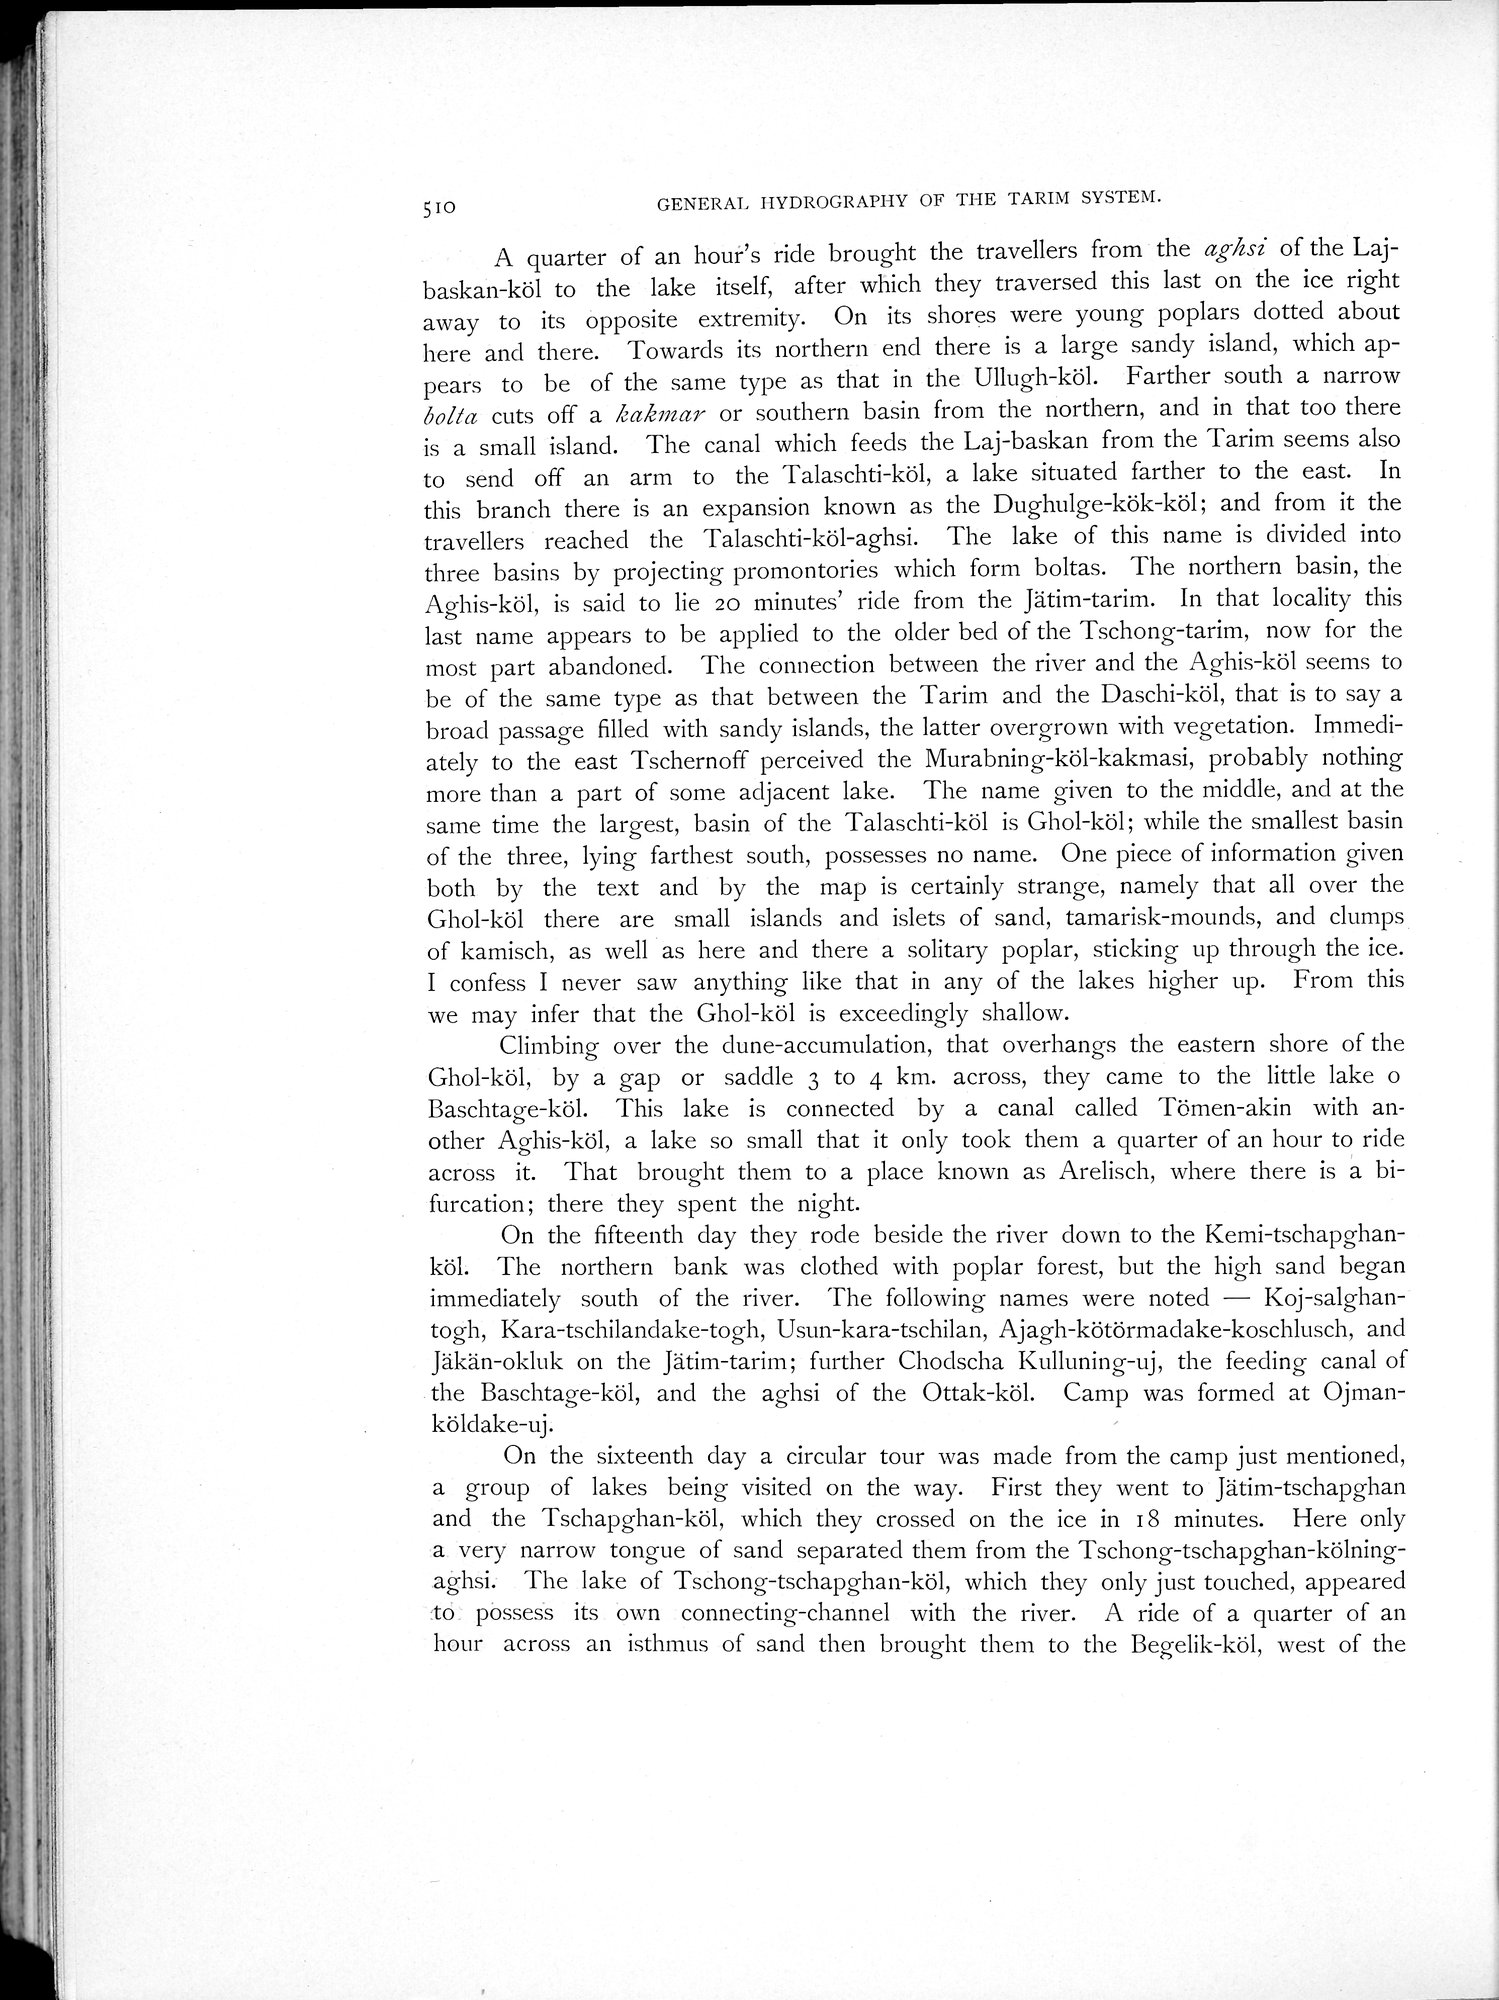 510 GENERAL HYDROGRAPHY OF THE TARIM SYSTEM.
A quarter of an hour's ride brought the travellers from the aghsi of the Laj-
baskan-köl to the lake itself, after which they traversed this last on the ice right
away to its opposite extremity. On its shores were young poplars dotted about
here and there. Towards its northern end there is a large sandy island, which ap-
pears to be of the same type as that in the Ullugh-köl. Farther south a narrow
bolta cuts off a kakmar or southern basin from the northern, and in that too there
is a small island. The canal which feeds the Laj-baskan from the Tarim seems also
to send off an arm to the Talaschti-köl, a lake situated farther to the east. In
this branch there is an expansion known as the Dughulge-kök-köl; and from it the
travellers reached the Talaschti-köl-aghsi. The lake of this name is divided into
three basins by projecting promontories which form boltas. The northern basin, the
Aghis-köl, is said to lie 20 minutes' ride from the Jätim-tarim. In that locality this
last name appears to be applied to the older bed of the Tschong-tarim, now for the
most part abandoned. The connection between the river and the Aghis-köl seems to
be of the same type as that between the Tarim and the Daschi-köl, that is to say a
broad passage filled with sandy islands, the latter overgrown with vegetation. Immedi-
ately to the east Tschernoff perceived the Murabning-köl-kakmasi, probably nothing
more than a part of some adjacent lake. The name given to the middle, and at the
same time the largest, basin of the Talaschti-köl is Ghol-köl; while the smallest basin
of the three, lying farthest south, possesses no name. One piece of information given
both by the text and by the map is certainly strange, namely that all over the
Ghol-köl there are small islands and islets of sand, tamarisk-mounds, and clumps
of kamisch, as well as here and there a solitary poplar, sticking up through the ice.
I confess I never saw anything like that in any of the lakes higher up. From this
we may infer that the Ghol-köl is exceedingly shallow.
Climbing over the dune-accumulation, that overhangs the eastern shore of the
Ghol-köl, by a gap or saddle 3 to 4 km. across, they came to the little lake o
Baschtage-köl. This lake is connected by a canal called Tömen-akin with an-
other Aghis-köl, a lake so small that it only took them a quarter of an hour to ride
across it. That brought them to a place known as Arelisch, where there is a bi-
furcation; there they spent the night.
On the fifteenth day they rode beside the river down to the Kemi-tschapghan-
köl. The northern bank was clothed with poplar forest, but the high sand began
immediately south of the river. The following names were noted — Koj-salghan-
togh, Kara-tschilandake-togh, Usun-kara-tschilan, Ajagh-kötörmadake-koschlusch, and
Jäkän-okluk on the Jätim-tarim; further Chodscha Kulluning-uj, the feeding canal of
the Baschtage-köl, and the aghsi of the Ottak-köl. Camp was formed at Ojman-
köldake-uj.
On the sixteenth day a circular tour was made from the camp just mentioned,
a group of lakes being visited on the way. First they went to Jätim-tschapghan
and the Tschapghan-köl, which they crossed on the ice in 18 minutes. Here only
a very narrow tongue of sand separated them from the Tschong-tschapghan-kölning-
aghsi. The lake of Tschong-tschapghan-köl, which they only just touched, appeared
to possess its own connecting-channel with the river. A ride of a quarter of an
hour across an isthmus of sand then brought them to the Begelik-köl, west of the